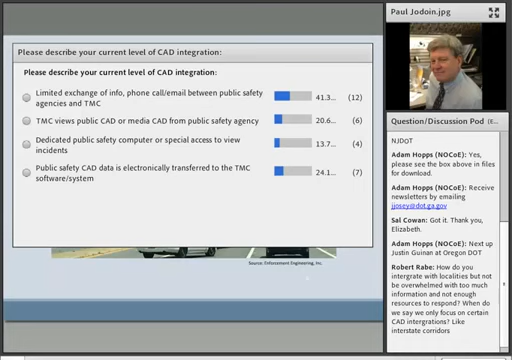 Please describe your current level of CAD integration:
Please describe your current level of CAD integration:
Limited exchange of info, phone call/email between public safety
agencies and TMC
41.3... (12)
TMC views public CAD or media CAD from public safety agency
20.6... (6)
Dedicated public safety computer or special access to view
incidents
13.7... (4)
Public safety CAD data is electronically transferred to the TMC
software/system
24.1... (7)
Source: Enforcement Engineering, Inc.
Paul Jodoin.jpg
Question/Discussion Pod (E...
NJDOT
Adam Hopps (NOCoE): Yes,
please see the box above in files
for download.
Adam Hopps (NOCoE): Receive
newsletters by emailing
jjosey@dot.ga.gov
Sal Cowan: Got it. Thank you,
Elizabeth.
Adam Hopps (NOCoE): Next up
Justin Guinan at Oregon DOT
Robert Rabe: How do you
intergrate with localities but not
be overwhelmed with too much
information and not enough
resources to respond? When do
we say we only focus on certain
CAD intergrations? Like
interstate corridors